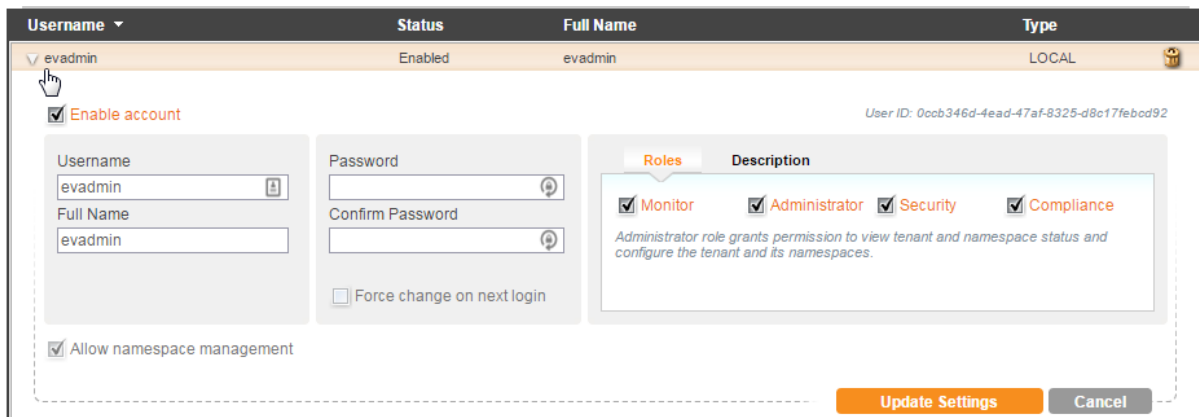 Username Status Full Name Type
evadmin Enabled evadmin LOCAL
Enable account User ID: 0ccb346d-4ead-47af-8325-d8c17febcd92
Username Password Roles Description
evadmin
Monitor Administrator Security Compliance
Full Name Confirm Password
Administrator role grants permission to view tenant and namespace status and
evadmin
configure the tenant and its namespaces.
Force change on next login
Allow namespace management
Update Settings Cancel